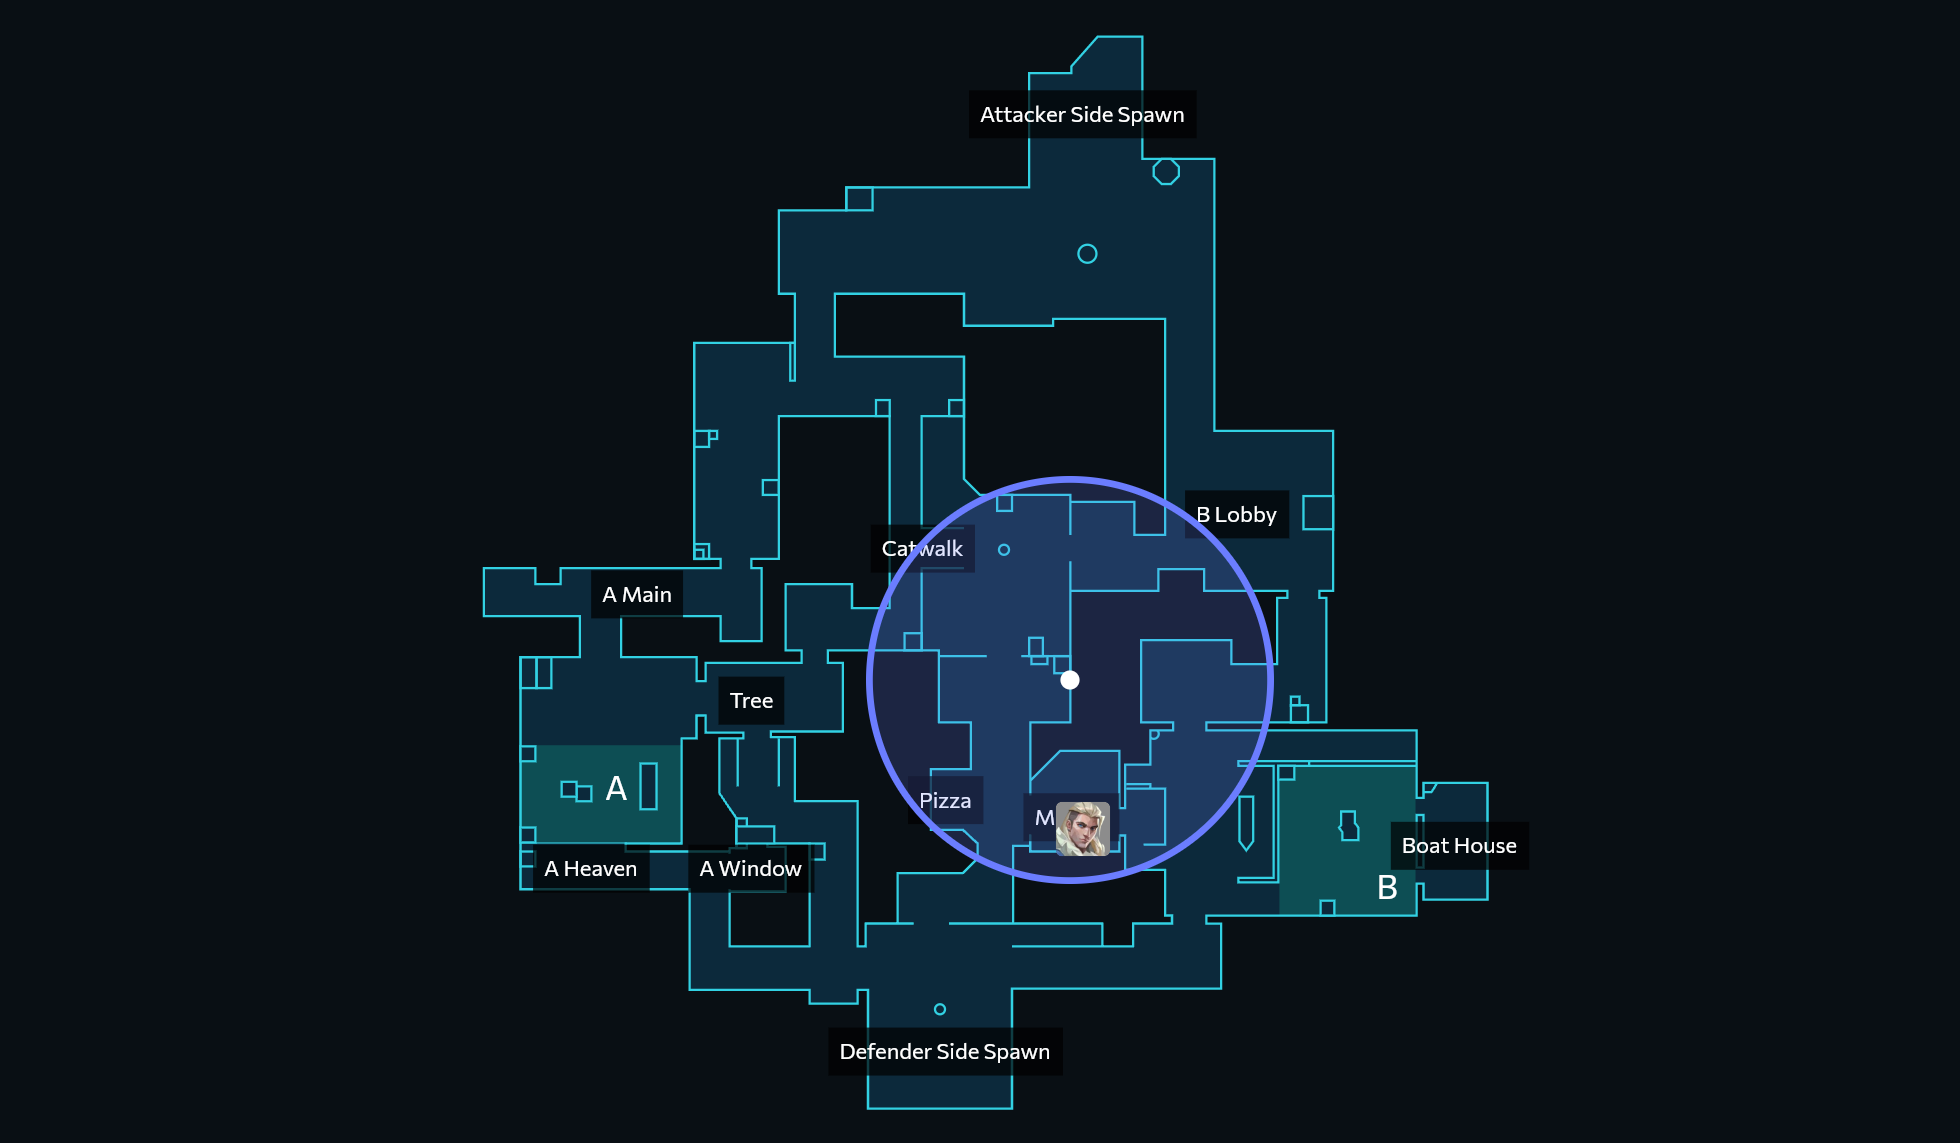 Attacker Side Spawn
B Lobby
Catwalk
A Main
Tree
A
Pizza
M
Boat House
A Heaven
A Window
B
Defender Side Spawn